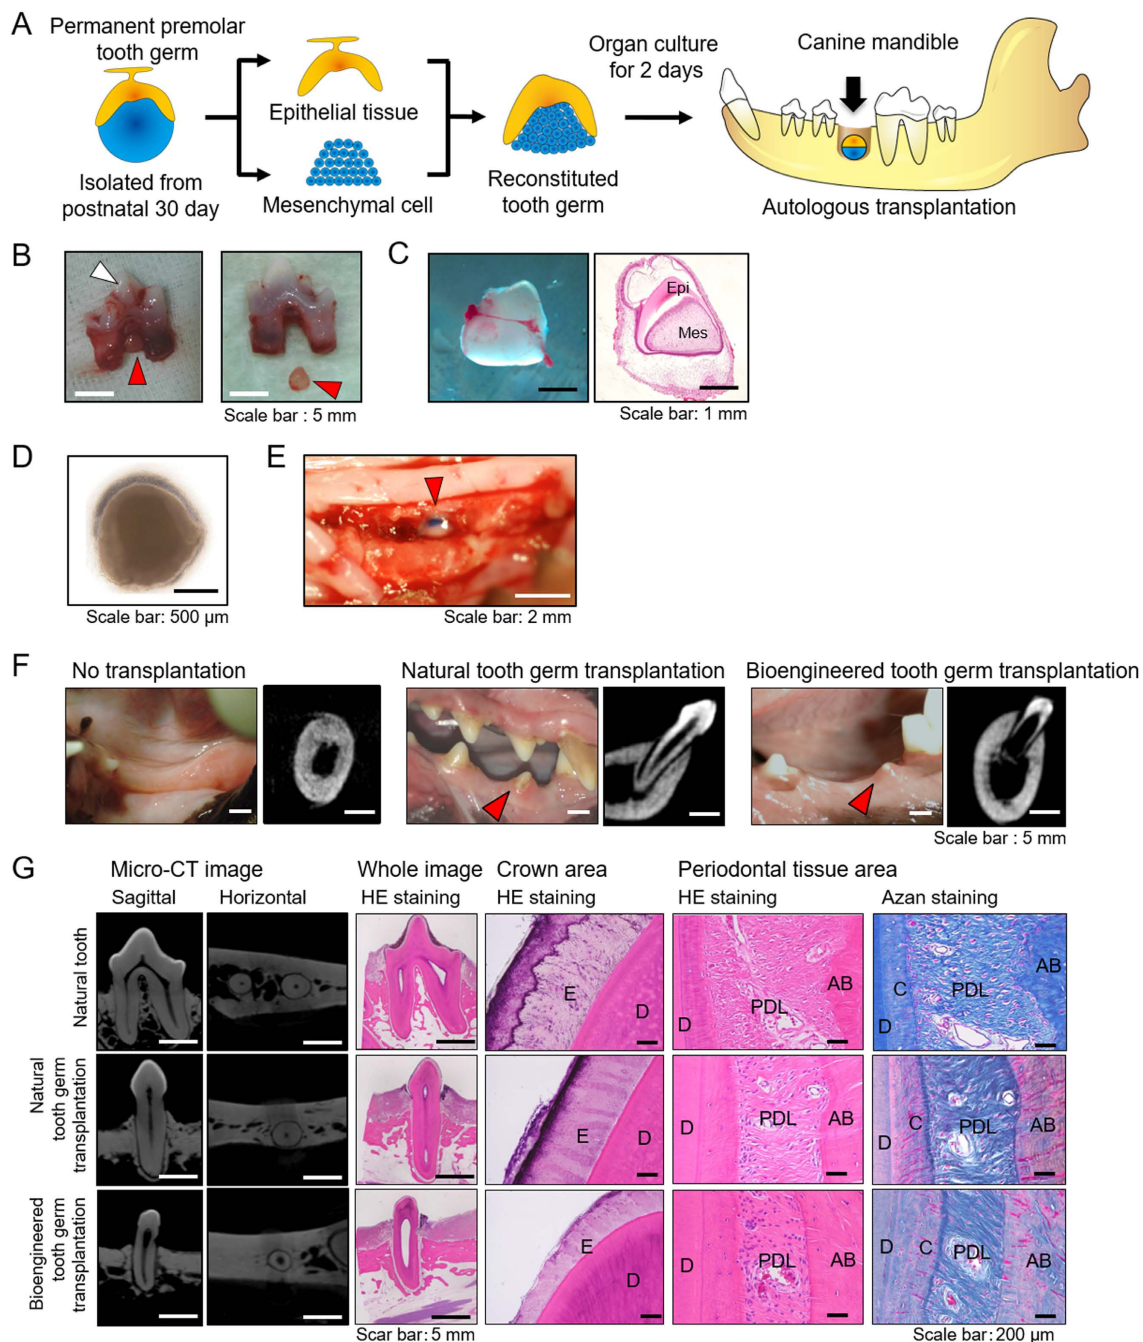 A
Permanent premolar
tooth germ
Isolated from
postnatal 30 day
Epithelial tissue
Mesenchymal cell
Reconstituted
tooth germ
Organ culture
for 2 days
Canine mandible
Autologous transplantation
B
Scale bar : 5 mm
C
Epi
Mes
Scale bar: 1 mm
D
Scale bar: 500 µm
E
Scale bar: 2 mm
F
No transplantation
Natural tooth germ transplantation
Bioengineered tooth germ transplantation
Scale bar : 5 mm
G
Micro-CT image
Whole image
Crown area
Periodontal tissue area
Sagittal
Horizontal
HE staining
HE staining
HE staining
Azan staining
Natural tooth
E
D
D
PDL
AB
D
C
PDL
AB
Natural
tooth germ
transplantation
E
D
D
PDL
AB
D
C
PDL
AB
Bioengineered
tooth germ
transplantation
E
D
D
PDL
AB
D
C
PDL
AB
Scar bar: 5 mm
Scale bar: 200 µm